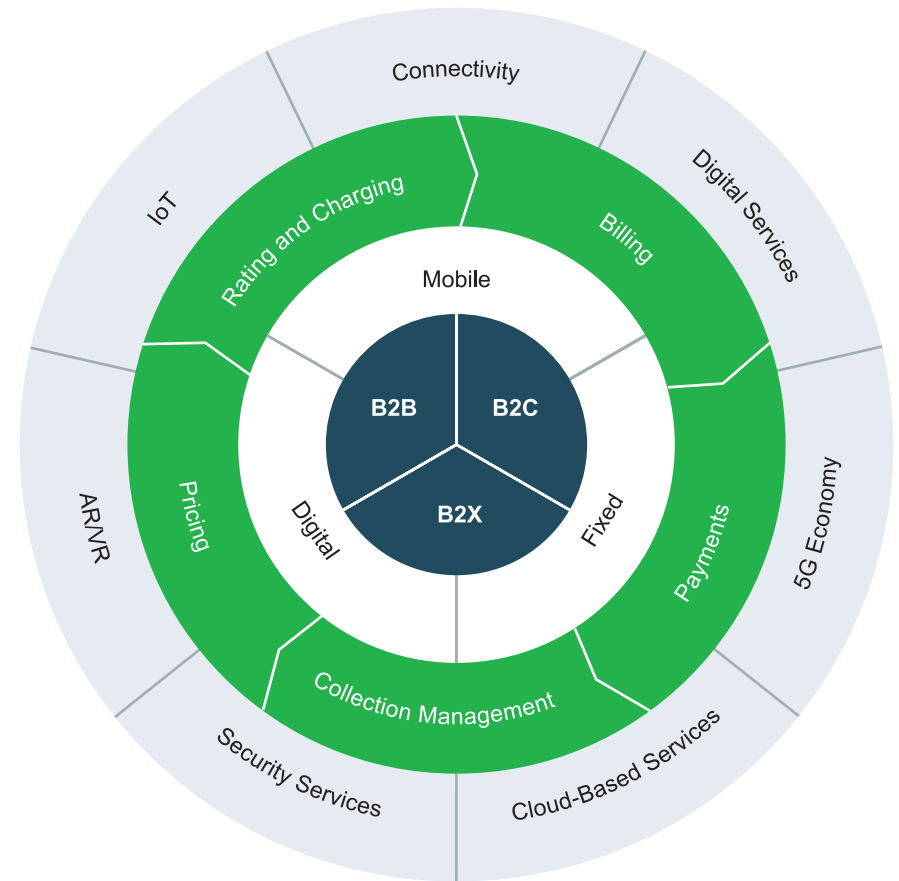 Connectivity
Digital Services
5G Economy
Cloud-Based Services
Security Services
AR/VR
IoT
Rating and Charging
Billing
Payments
Collection Management
Pricing
Mobile
Fixed
Digital
B2B
B2C
B2X